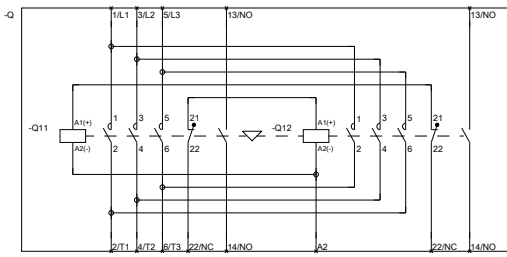 -Q 1/L1 3/L2 5/L3 13/NO 13/NO
1 3 5 21 1 3 5 21
-Q11 A1(+) -Q12 A1(+)
A2(-) A2(-)
2 4 6 22 2 4 6 22
2/T1 4/T2 6/T3 22/NC 14/NO A2 22/NC 14/NO